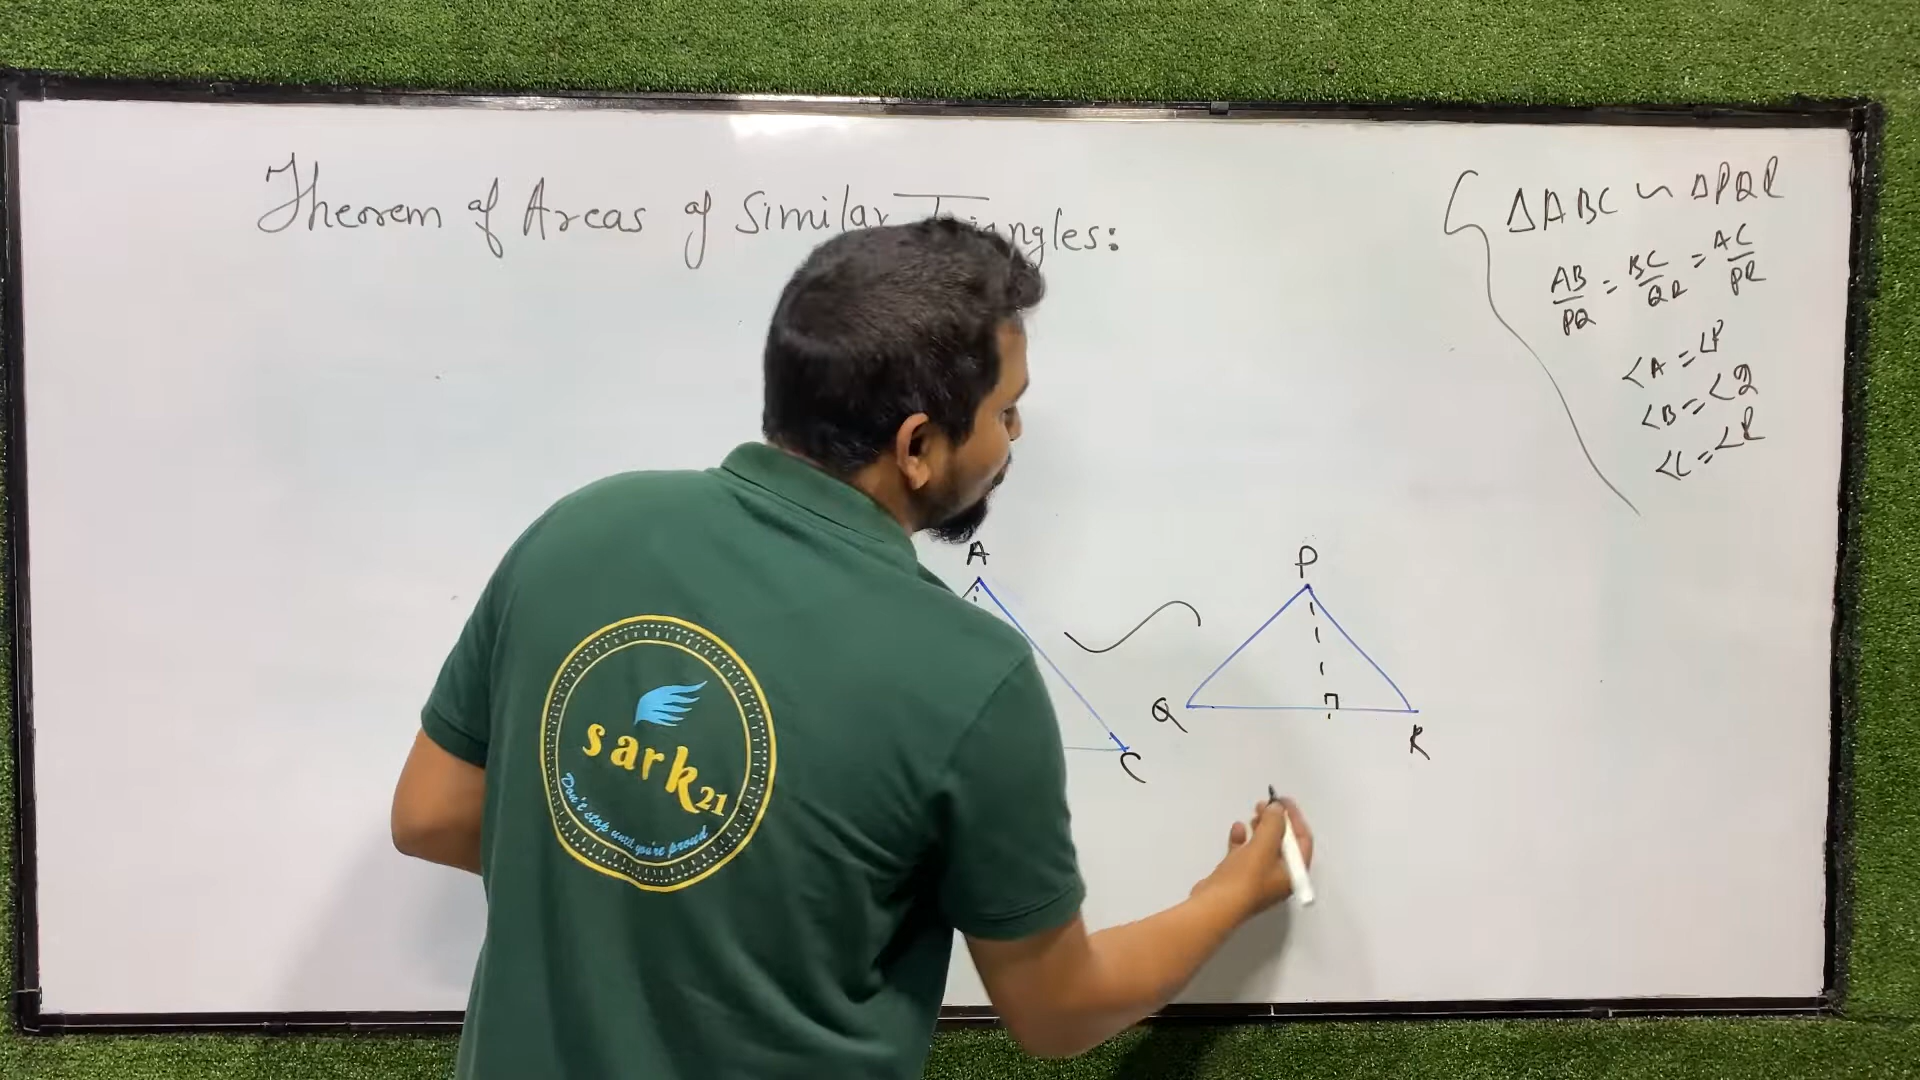 Theorem of Areas of Similar Triangles:
ΔABC ~ ΔPQR
AB/PQ = BC/QR = AC/PR
∠A = ∠P
∠B = ∠Q
∠C = ∠R
A
C
P
Q
R
sark21
Don't stop until you're proud